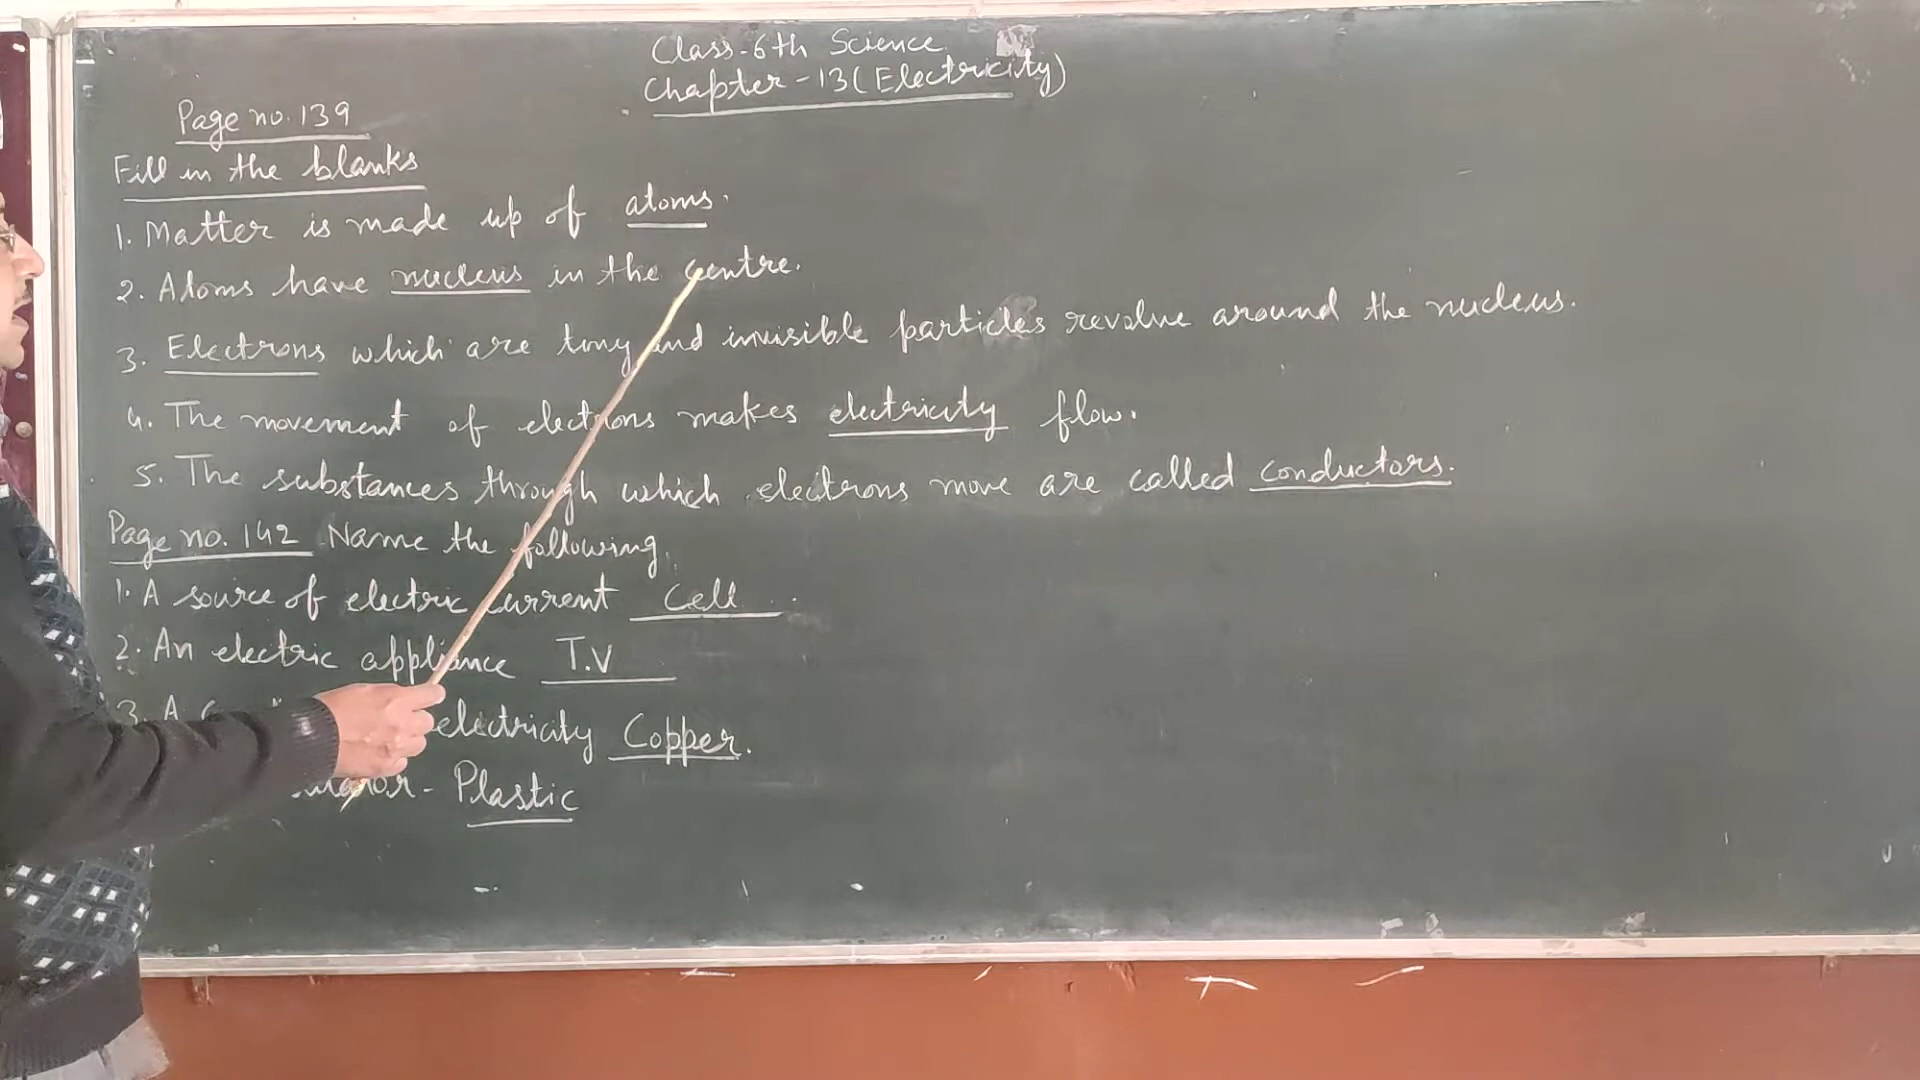 Class-6th Science
Chapter-13(Electricity)
Page no. 139
Fill in the blanks
1. Matter is made up of atoms.
2. Atoms have nucleus in the centre.
3. Electrons which are tiny and invisible particles revolve around the nucleus.
4. The movement of electrons makes electricity flow.
5. The substances through which electrons move are called conductors.
Page no. 142 Name the following.
1. A source of electric current Cell
2. An electric appliance T.V
3. A electricity Copper.
Plastic